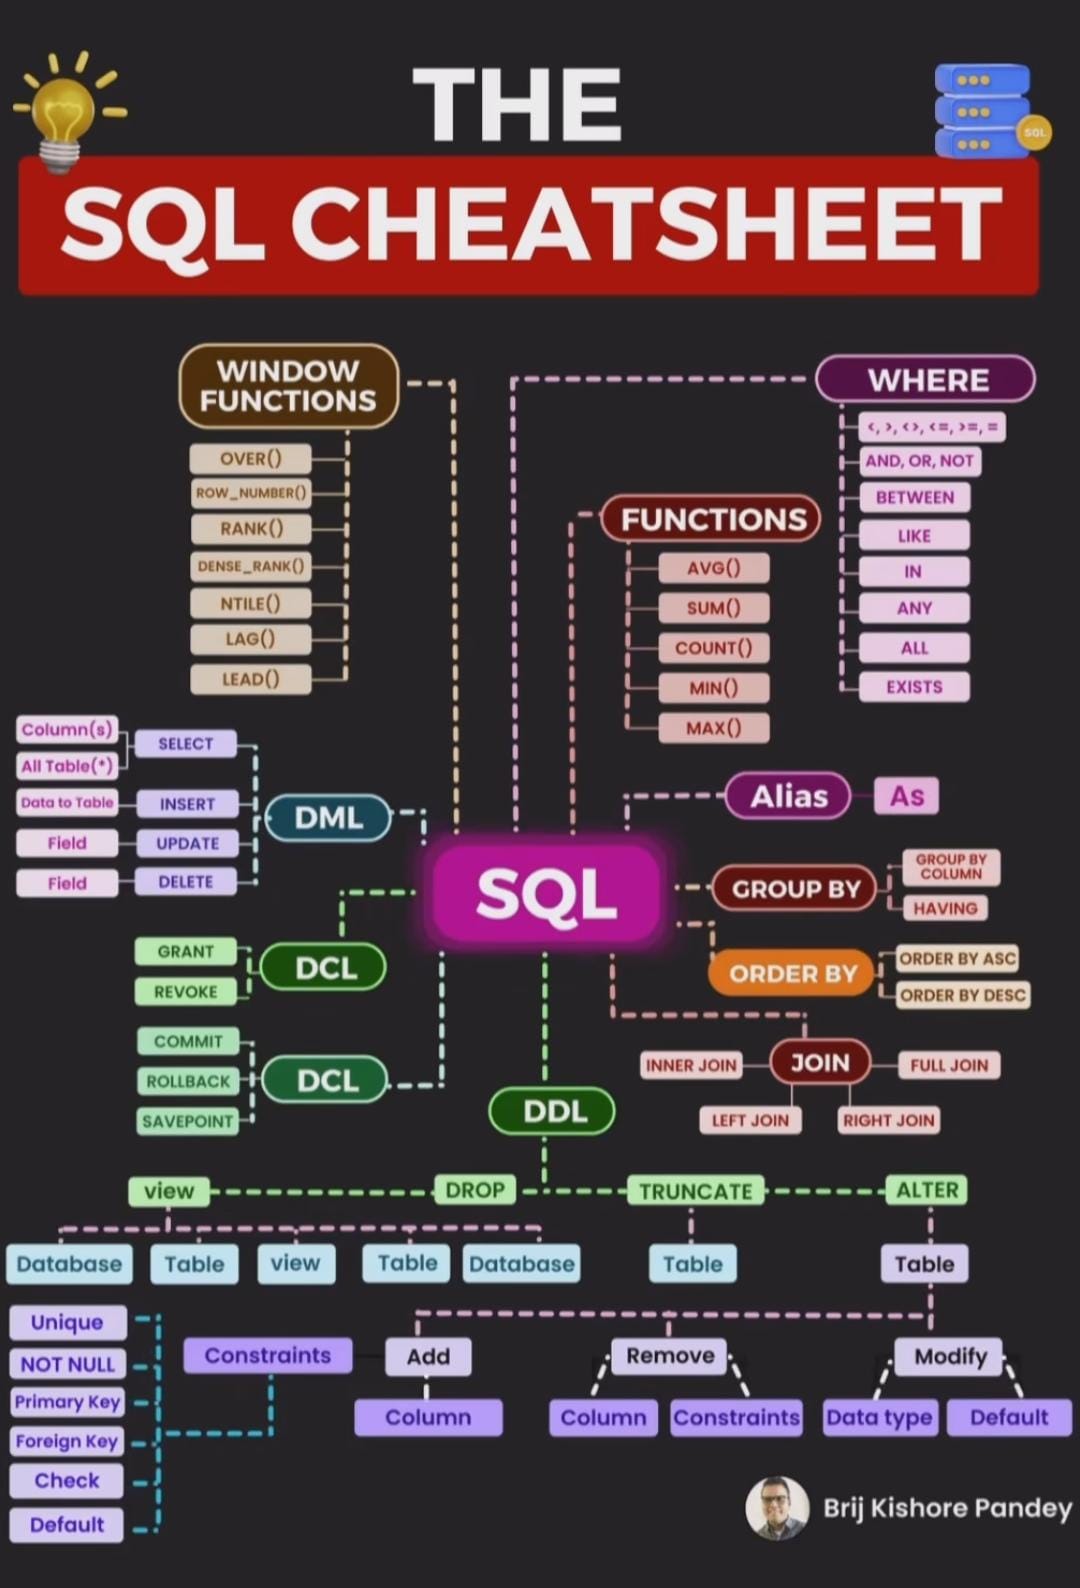 THE
SQL CHEATSHEET
SQL
WINDOW
FUNCTIONS
OVER()
ROW_NUMBER()
RANK()
DENSE_RANK()
NTILE()
LAG()
LEAD()
WHERE
<, >, <>, <=, >=, =
AND, OR, NOT
BETWEEN
LIKE
IN
ANY
ALL
EXISTS
FUNCTIONS
AVG()
SUM()
COUNT()
MIN()
MAX()
Column(s)
All Table(*)
SELECT
Data to Table
INSERT
Field
UPDATE
Field
DELETE
DML
Alias
As
SQL
GROUP BY
GROUP BY
COLUMN
HAVING
GRANT
REVOKE
DCL
ORDER BY
ORDER BY ASC
ORDER BY DESC
COMMIT
ROLLBACK
SAVEPOINT
DCL
INNER JOIN
JOIN
FULL JOIN
LEFT JOIN
RIGHT JOIN
DDL
view
DROP
TRUNCATE
ALTER
Database
Table
view
Table
Database
Table
Table
Unique
NOT NULL
Primary Key
Foreign Key
Check
Default
Constraints
Add
Column
Remove
Column
Constraints
Modify
Data type
Default
Brij Kishore Pandey